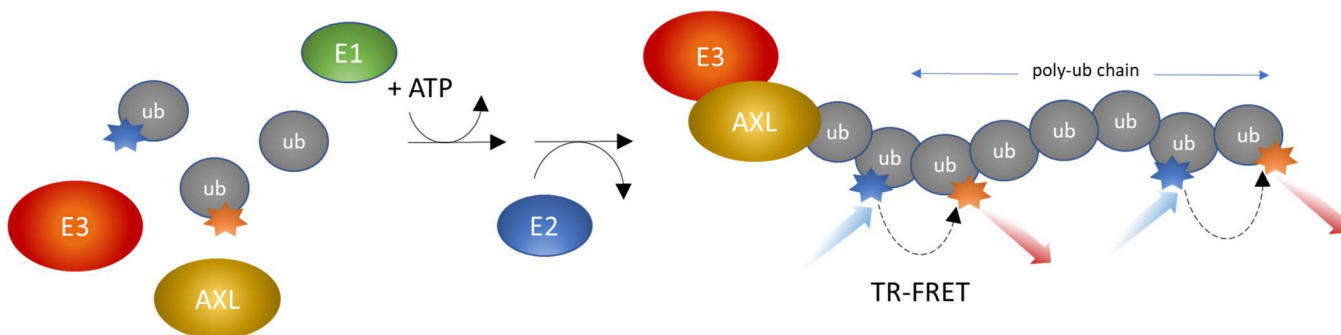 E1
+ ATP
ub
ub
ub
E3
AXL
E2
E3
AXL
poly-ub chain
ub
ub
ub
ub
ub
ub
ub
ub
TR-FRET